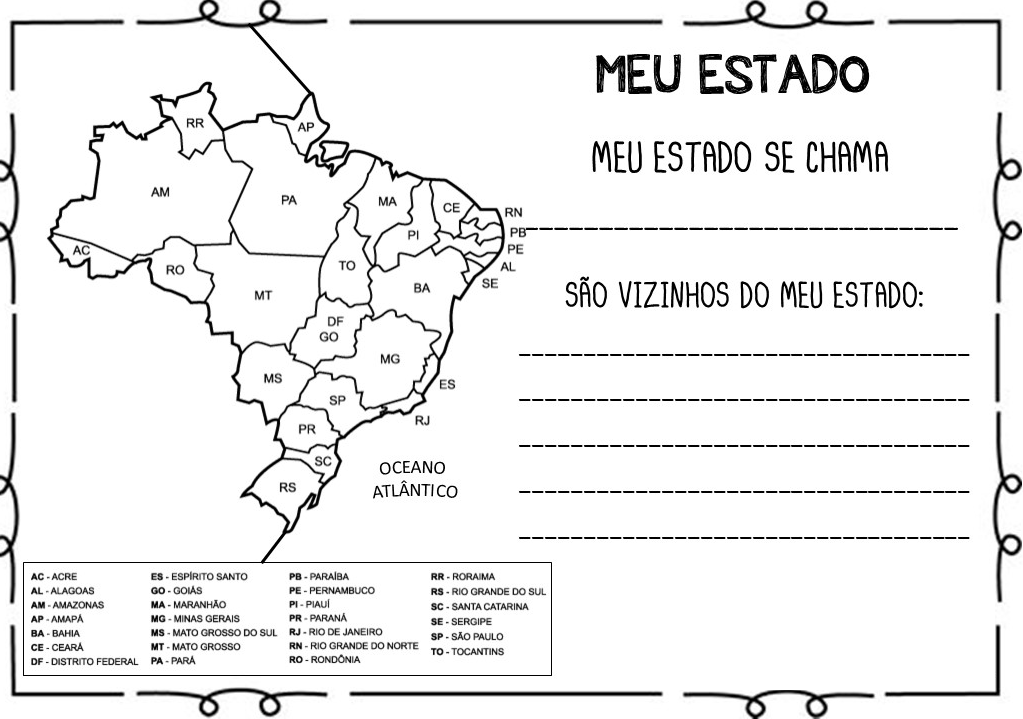 MEU ESTADO
MEU ESTADO SE CHAMA
SÃO VIZINHOS DO MEU ESTADO:
RR
AP
AM
PA
MA
CE
RN
PI
PB
PE
AC
RO
TO
AL
BA
SE
MT
DF
GO
MG
MS
ES
SP
RJ
PR
SC
RS
OCEANO
ATLÂNTICO
AC - ACRE
AL - ALAGOAS
AM - AMAZONAS
AP - AMAPÁ
BA - BAHIA
CE - CEARÁ
DF - DISTRITO FEDERAL
ES - ESPÍRITO SANTO
GO - GOIÁS
MA - MARANHÃO
MG - MINAS GERAIS
MS - MATO GROSSO DO SUL
MT - MATO GROSSO
PA - PARÁ
PB - PARAÍBA
PE - PERNAMBUCO
PI - PIAUÍ
PR - PARANÁ
RJ - RIO DE JANEIRO
RN - RIO GRANDE DO NORTE
RO - RONDÔNIA
RR - RORAIMA
RS - RIO GRANDE DO SUL
SC - SANTA CATARINA
SE - SERGIPE
SP - SÃO PAULO
TO - TOCANTINS